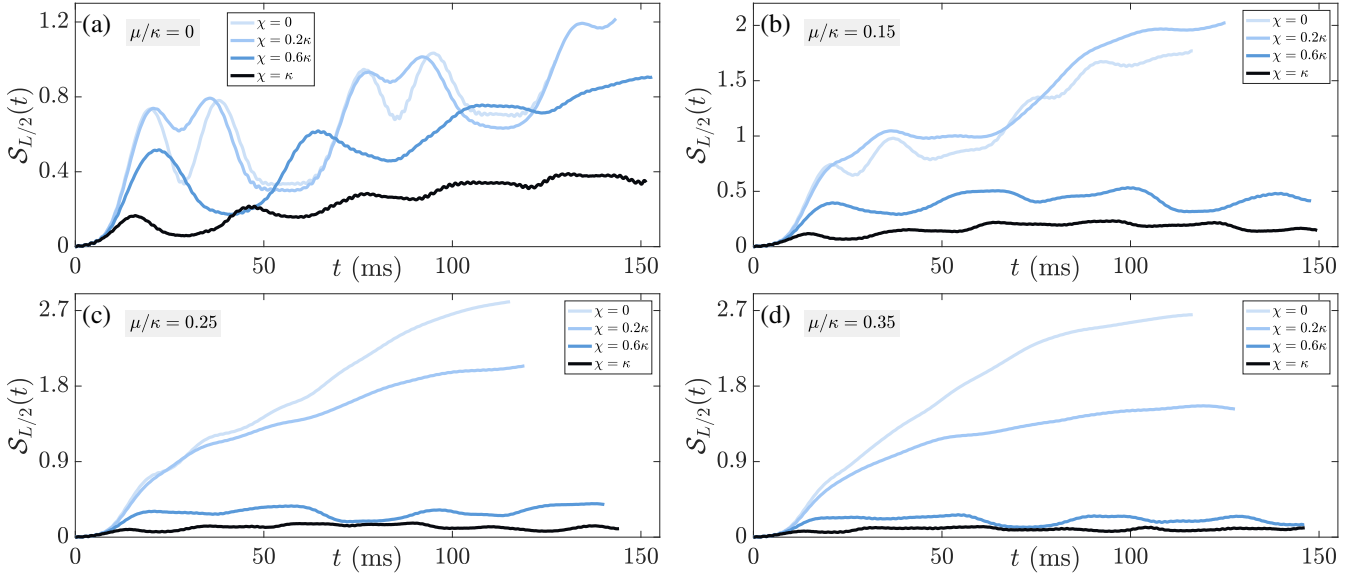 (a)
μ/κ = 0
χ = 0
χ = 0.2κ
χ = 0.6κ
χ = κ
1.2
0.8
0.4
0
S_{L/2}(t)
0 50 100 150
t (ms)
(b)
μ/κ = 0.15
χ = 0
χ = 0.2κ
χ = 0.6κ
χ = κ
2
1.5
1
0.5
0
S_{L/2}(t)
0 50 100 150
t (ms)
(c)
μ/κ = 0.25
χ = 0
χ = 0.2κ
χ = 0.6κ
χ = κ
2.7
1.8
0.9
0
S_{L/2}(t)
0 50 100 150
t (ms)
(d)
μ/κ = 0.35
χ = 0
χ = 0.2κ
χ = 0.6κ
χ = κ
2.7
1.8
0.9
0
S_{L/2}(t)
0 50 100 150
t (ms)